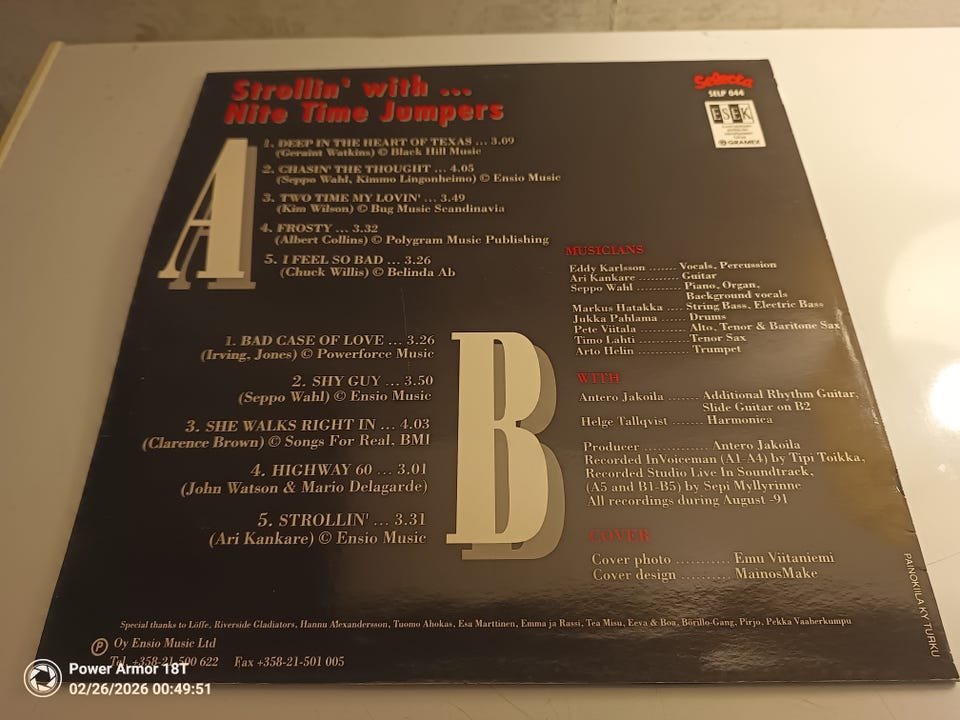 Strollin' with ...
Nite Time Jumpers
Selecta
SELP 644
ESEK
GRAMEX
A
1. DEEP IN THE HEART OF TEXAS ... 3.09
(Geraint Watkins) © Black Hill Music
2. CHASIN' THE THOUGHT ... 4.05
(Seppo Wahl, Kimmo Lingonheimo) © Ensio Music
3. TWO TIME MY LOVIN' ... 3.49
(Kim Wilson) © Bug Music Scandinavia
4. FROSTY ... 3.32
(Albert Collins) © Polygram Music Publishing
5. I FEEL SO BAD ... 3.26
(Chuck Willis) © Belinda Ab
B
1. BAD CASE OF LOVE ... 3.26
(Irving, Jones) © Powerforce Music
2. SHY GUY ... 3.50
(Seppo Wahl) © Ensio Music
3. SHE WALKS RIGHT IN ... 4.03
(Clarence Brown) © Songs For Real, BMI
4. HIGHWAY 60 ... 3.01
(John Watson & Mario Delagarde)
5. STROLLIN' ... 3.31
(Ari Kankare) © Ensio Music
MUSICIANS
Eddy Karlsson ....... Vocals, Percussion
Ari Kankare .......... Guitar
Seppo Wahl ........... Piano, Organ,
Background vocals
Markus Hatakka .... String Bass, Electric Bass
Jukka Pahlama ...... Drums
Pete Viitala ............ Alto, Tenor & Baritone Sax
Timo Lahti ............. Tenor Sax
Arto Helin ............. Trumpet
WITH
Antero Jakoila ....... Additional Rhythm Guitar,
Slide Guitar on B2
Helge Tallqvist ....... Harmonica
Producer .............. Antero Jakoila
Recorded InVoiceman (A1-A4) by Tipi Toikka,
Recorded Studio Live In Soundtrack,
(A5 and B1-B5) by Sepi Myllyrinne
All recordings during August -91
COVER
Cover photo ........... Emu Viitaniemi
Cover design .......... MainosMake
PAINOKIILA KY TURKU
Special thanks to Löffe, Riverside Gladiators, Hannu Alexandersson, Tuomo Ahokas, Esa Marttinen, Emma ja Rassi, Tea Misu, Eeva & Boa, Börillo-Gang, Pirjo, Pekka Vaaherkumpu
℗ Oy Ensio Music Ltd
Tel. +358-21-500 622 Fax +358-21-501 005
Power Armor 18T
02/26/2026 00:49:51